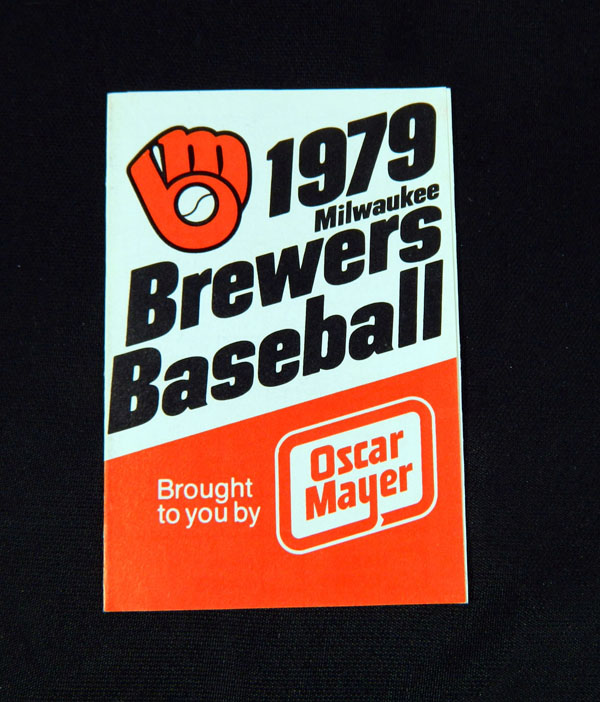 1979
Milwaukee
Brewers
Baseball
Brought
to you by
Oscar
Mayer